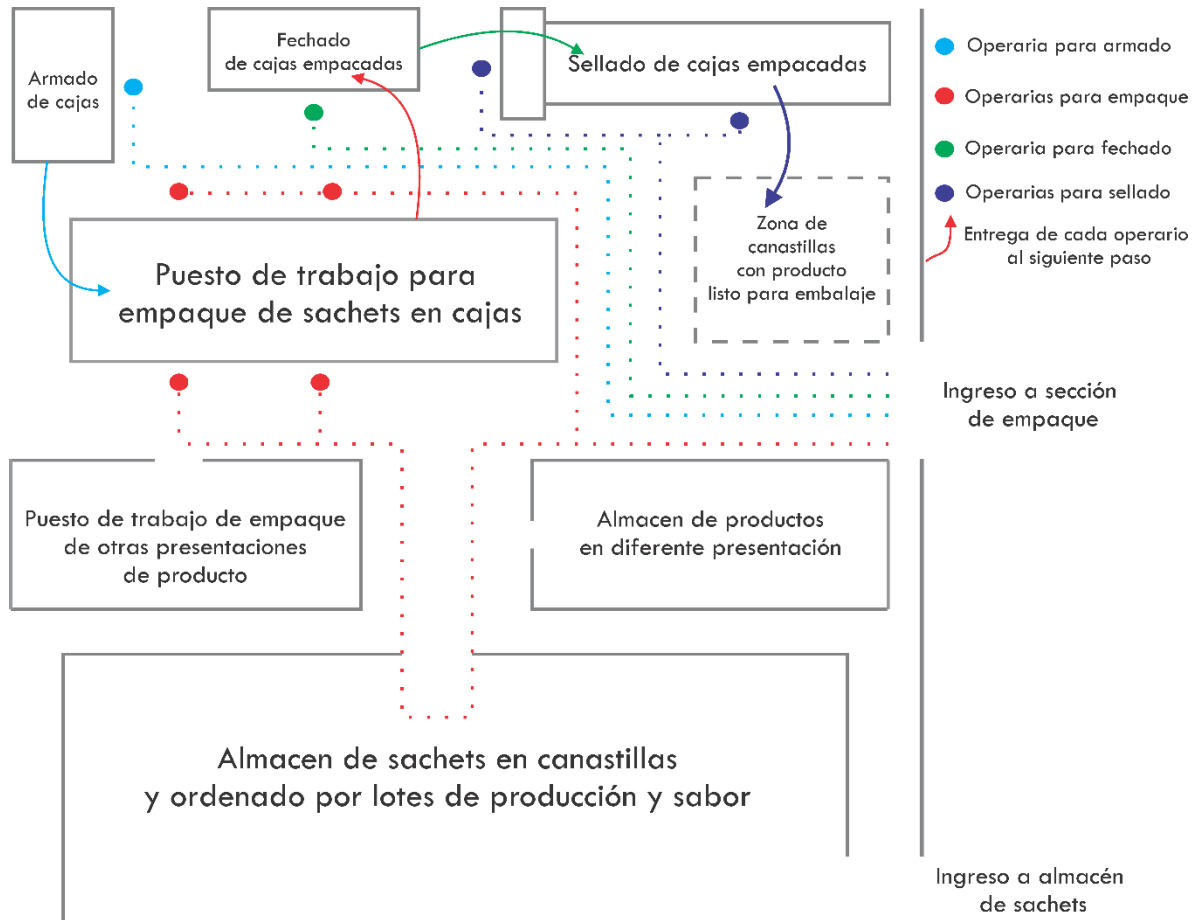 Armado
de cajas
Fechado
de cajas empacadas
Sellado de cajas empacadas
Operaria para armado
Operarias para empaque
Operaria para fechado
Operarias para sellado
Entrega de cada operario
al siguiente paso
Zona de
canastillas
con producto
listo para embalaje
Puesto de trabajo para
empaque de sachets en cajas
Ingreso a sección
de empaque
Puesto de trabajo de empaque
de otras presentaciones
de producto
Almacen de productos
en diferente presentación
Almacen de sachets en canastillas
y ordenado por lotes de producción y sabor
Ingreso a almacén
de sachets